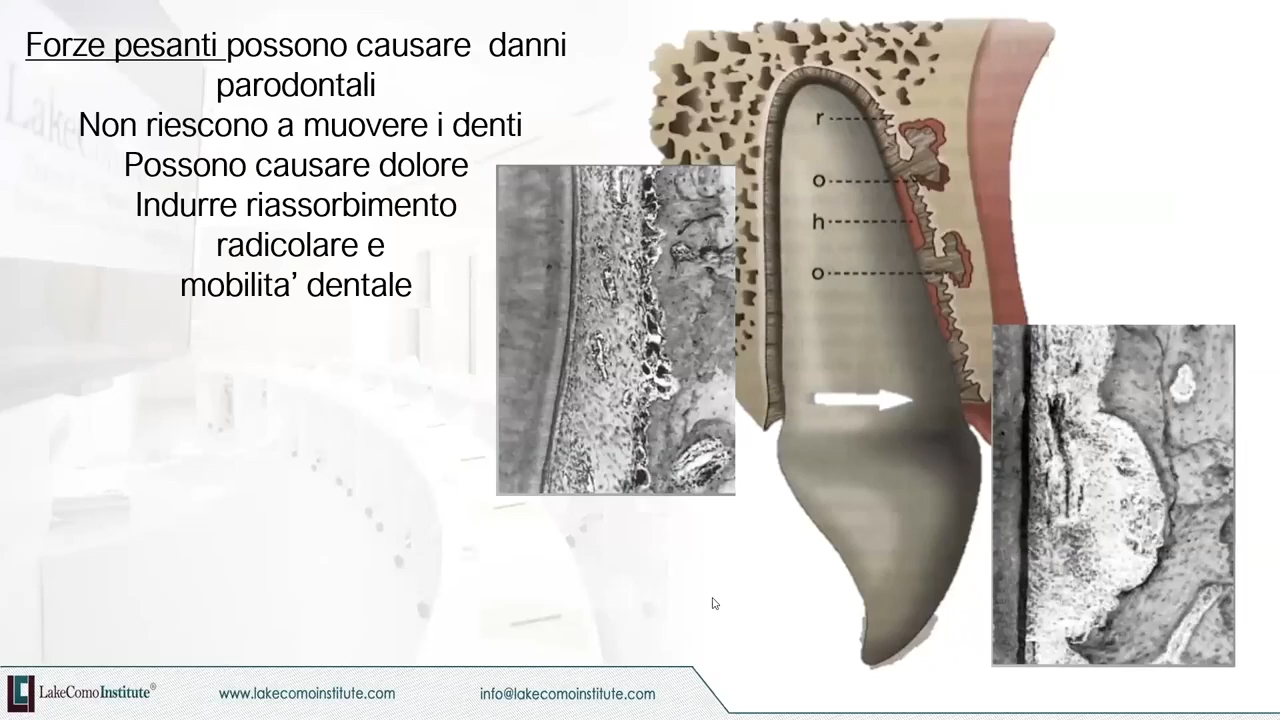 Forze pesanti possono causare danni
parodontali
Non riescono a muovere i denti
Possono causare dolore
Indurre riassorbimento
radicolare e
mobilita’ dentale
r
o
h
o
LakeComoInstitute®
www.lakecomoinstitute.com
info@lakecomoinstitute.com